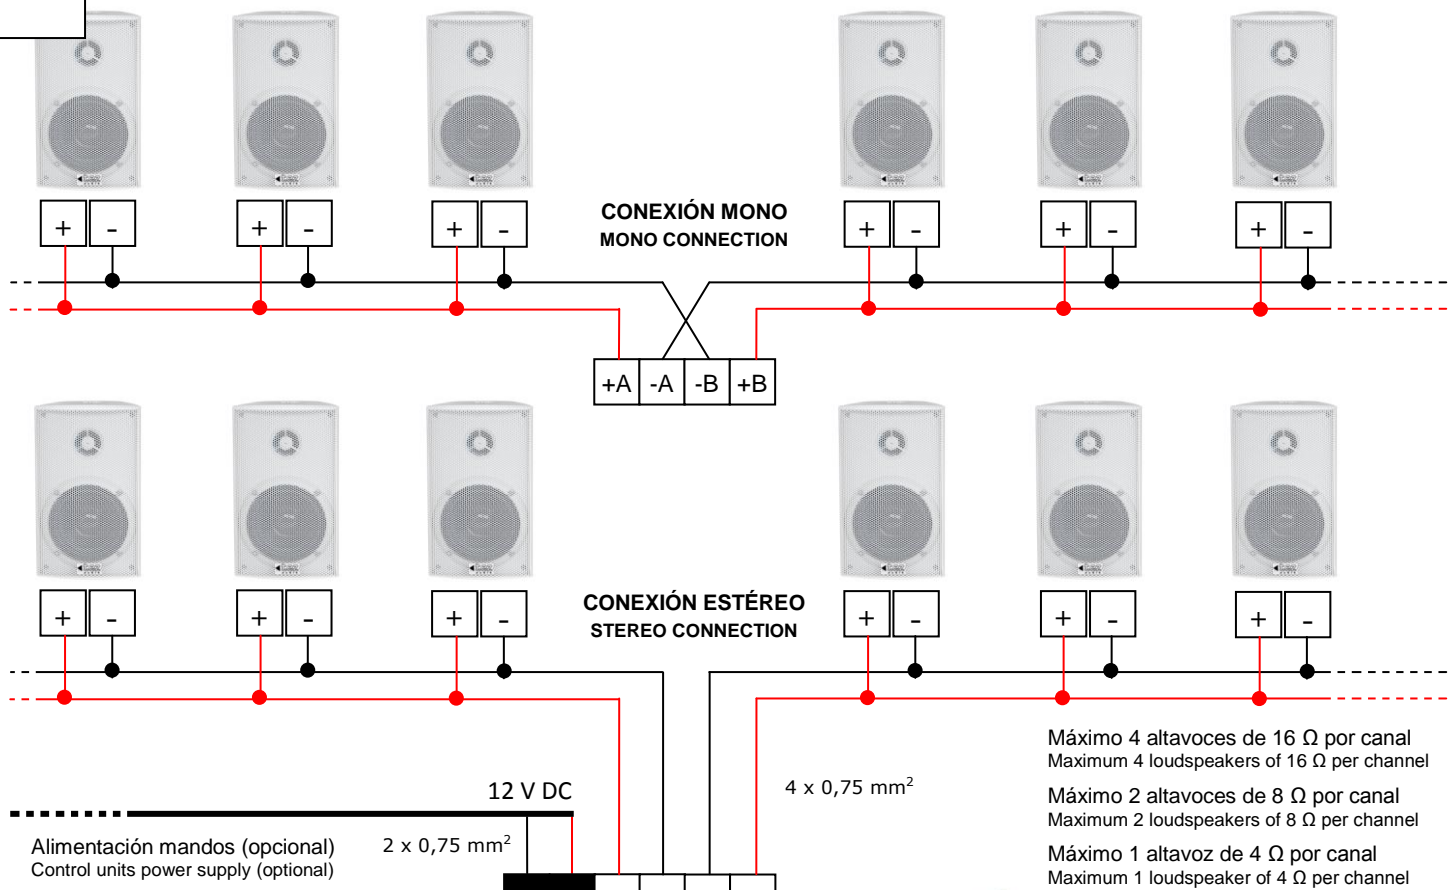 + - + - + - + - + - + -
CONEXIÓN MONO
MONO CONNECTION
+A -A -B +B
+ - + - + - + - + - + -
CONEXIÓN ESTÉREO
STEREO CONNECTION
12 V DC
4 x 0,75 mm²
2 x 0,75 mm²
Alimentación mandos (opcional)
Control units power supply (optional)
Máximo 4 altavoces de 16 Ω por canal
Maximum 4 loudspeakers of 16 Ω per channel
Máximo 2 altavoces de 8 Ω por canal
Maximum 2 loudspeakers of 8 Ω per channel
Máximo 1 altavoz de 4 Ω por canal
Maximum 1 loudspeaker of 4 Ω per channel